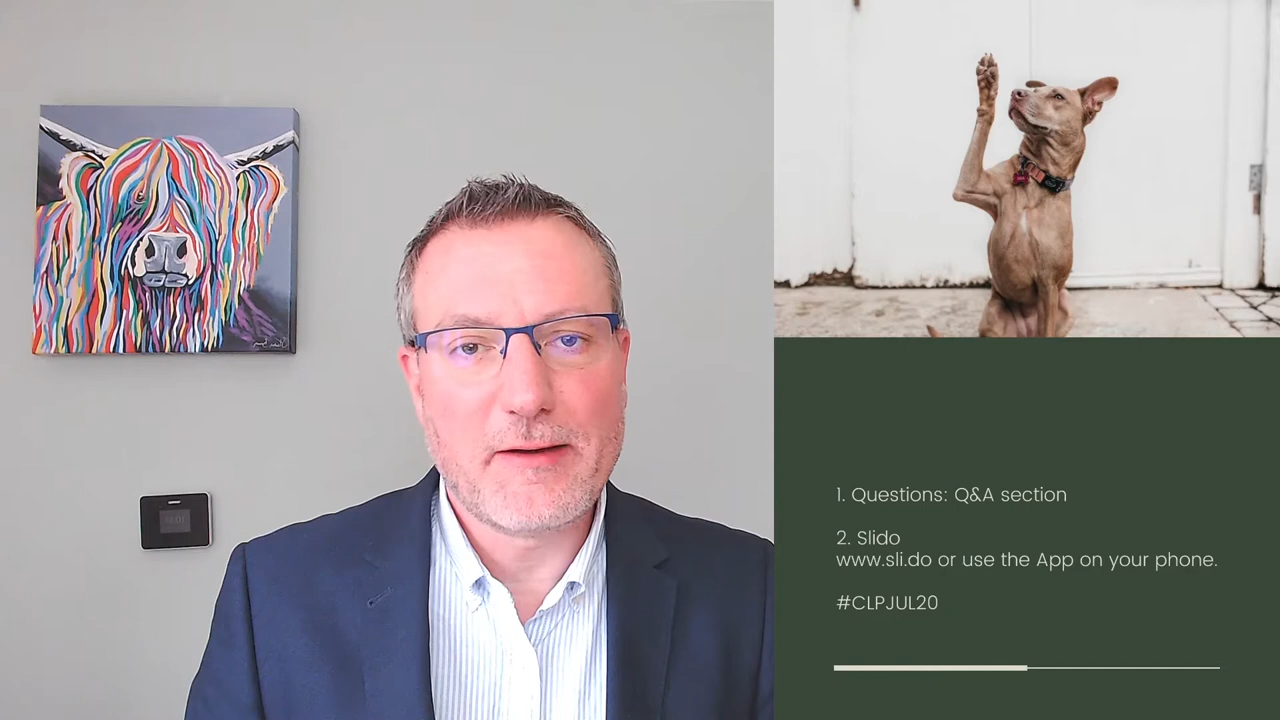 1. Questions: Q&A section
2. Slido
www.sli.do or use the App on your phone.
#CLPJUL20